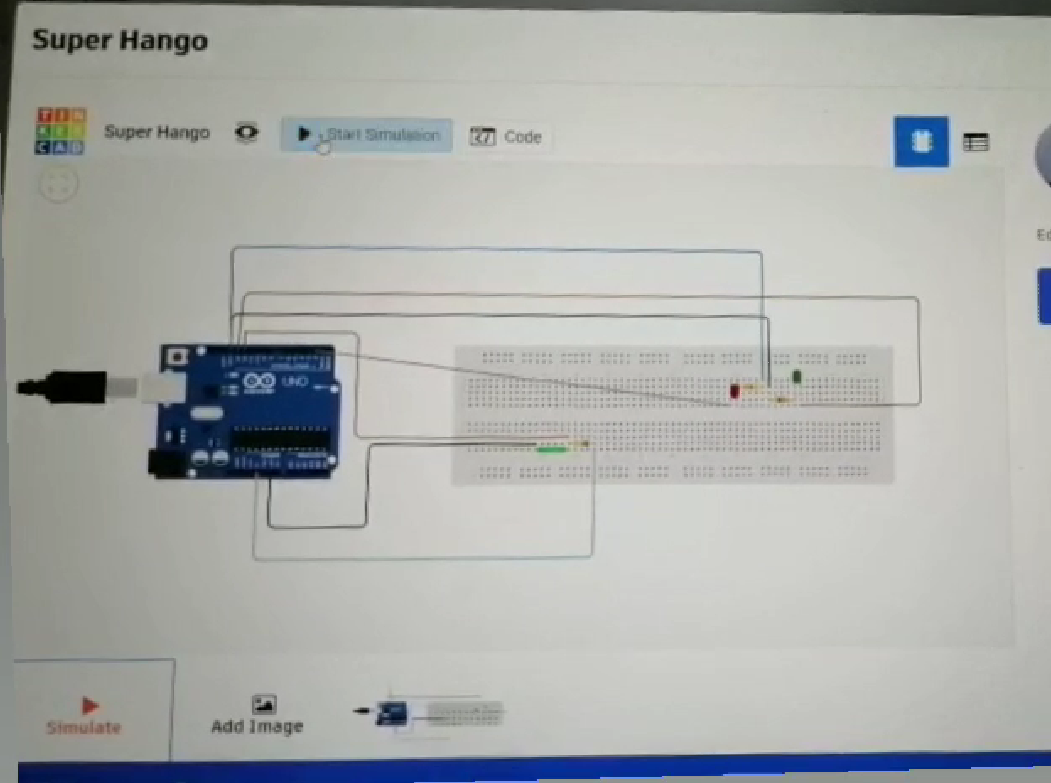 Super Hango
TIN
KER
CAD
Super Hango
Start Simulation
Code
UNO
Simulate
Add Image